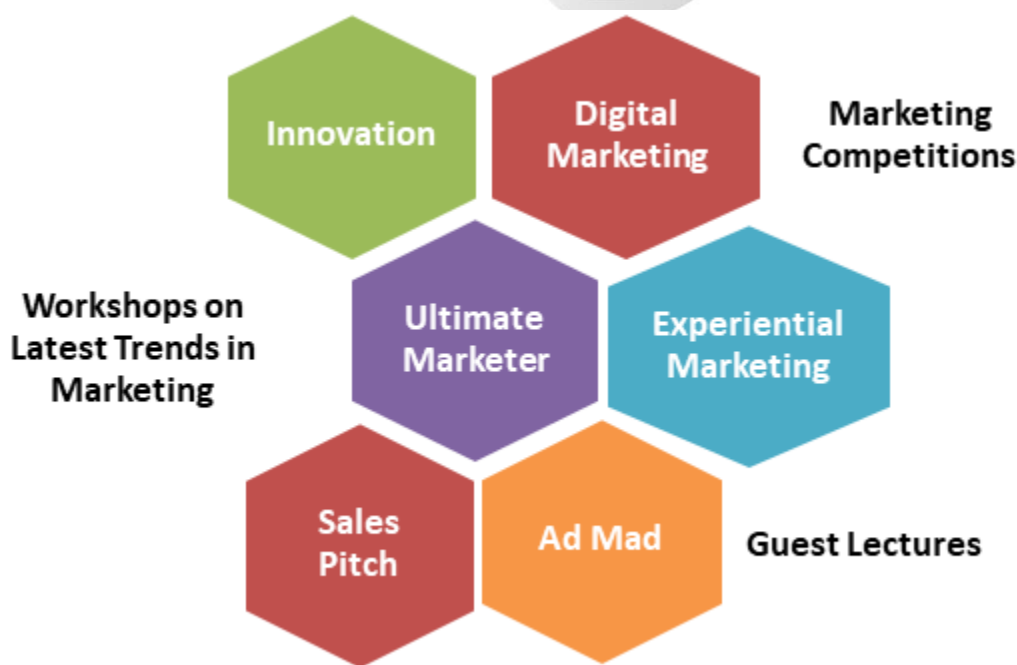 Innovation
Digital
Marketing
Marketing
Competitions
Workshops on
Latest Trends in
Marketing
Ultimate
Marketer
Experiential
Marketing
Sales
Pitch
Ad Mad
Guest Lectures